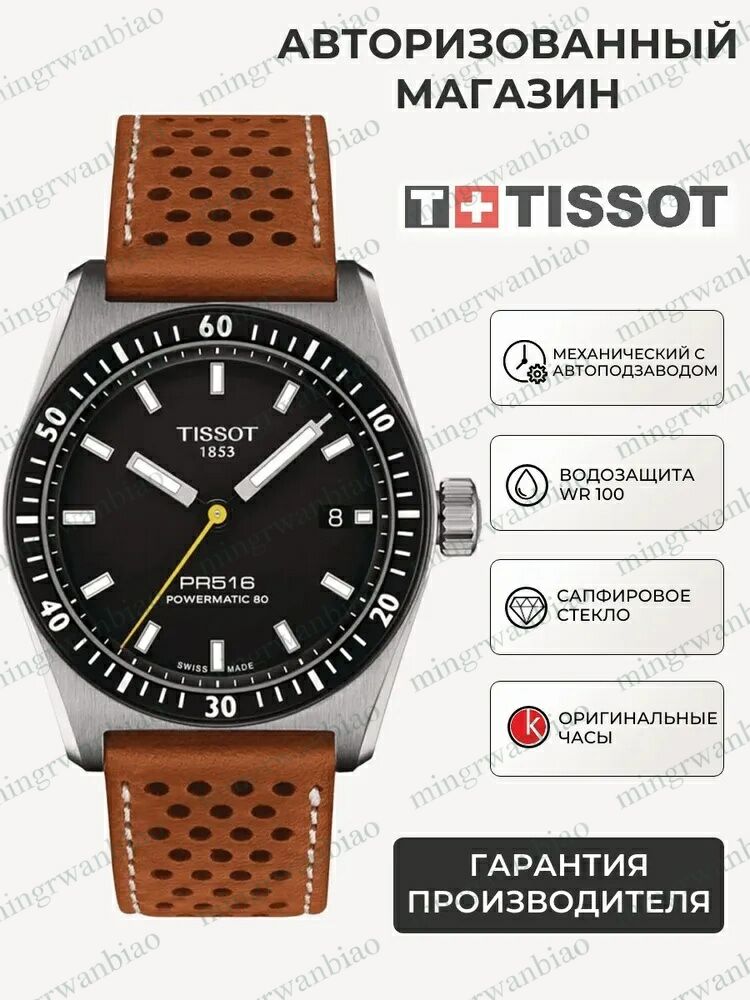 АВТОРИЗОВАННЫЙ
МАГАЗИН
T+ TISSOT
60
50
10
TISSOT
1853
8
PR516
POWERMATIC 80
40
20
SWISS MADE
30
МЕХАНИЧЕСКИЙ С
АВТОПОДЗАВОДОМ
ВОДОЗАЩИТА
WR 100
САПФИРОВОЕ
СТЕКЛО
k
ОРИГИНАЛЬНЫЕ
ЧАСЫ
ГАРАНТИЯ
ПРОИЗВОДИТЕЛЯ
mingrwanbiao